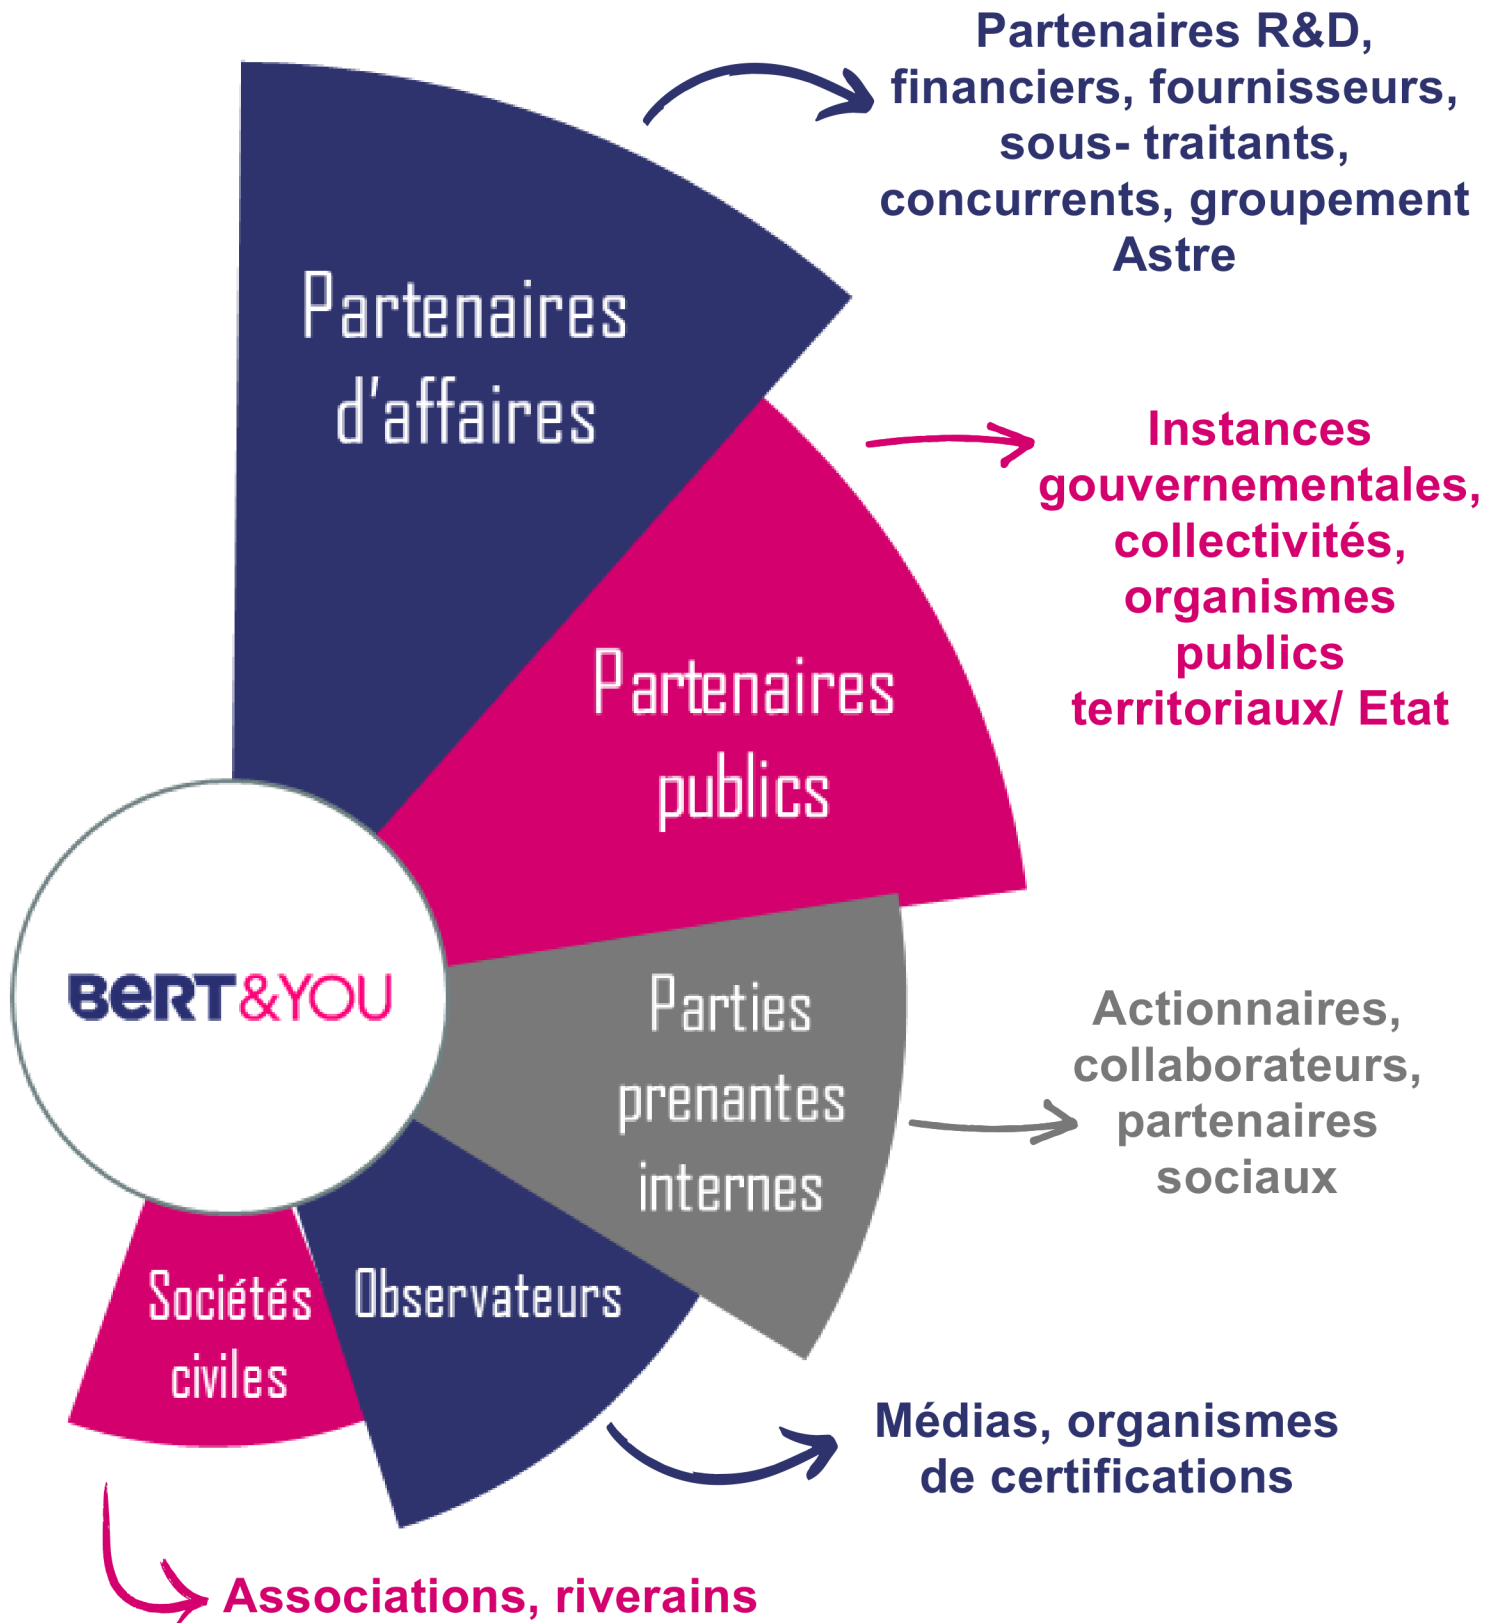 Partenaires R&D,
financiers, fournisseurs,
sous- traitants,
concurrents, groupement
Astre
Partenaires
d'affaires
Instances
gouvernementales,
collectivités,
organismes
publics
territoriaux/ Etat
Partenaires
publics
BERT&YOU
Parties
prenantes
internes
Actionnaires,
collaborateurs,
partenaires
sociaux
Observateurs
Médias, organismes
de certifications
Sociétés
civiles
Associations, riverains